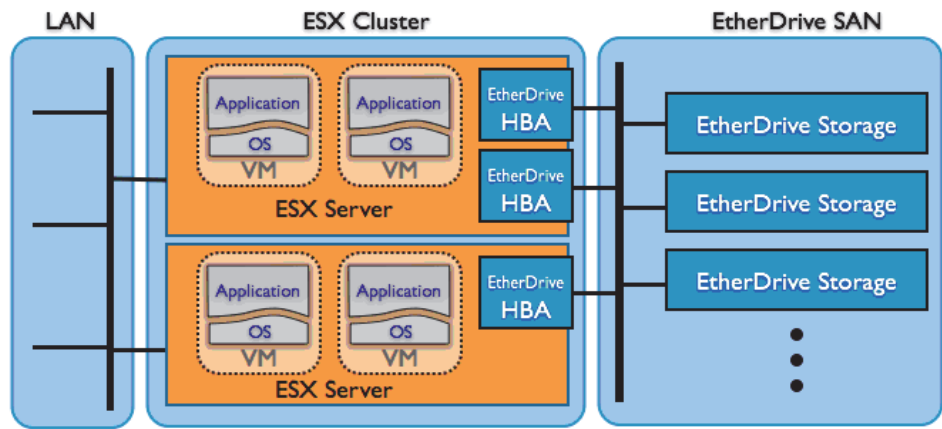 LAN
ESX Cluster
EtherDrive SAN
Application
OS
VM
Application
OS
VM
ESX Server
EtherDrive
HBA
EtherDrive
HBA
Application
OS
VM
Application
OS
VM
ESX Server
EtherDrive
HBA
EtherDrive Storage
EtherDrive Storage
EtherDrive Storage